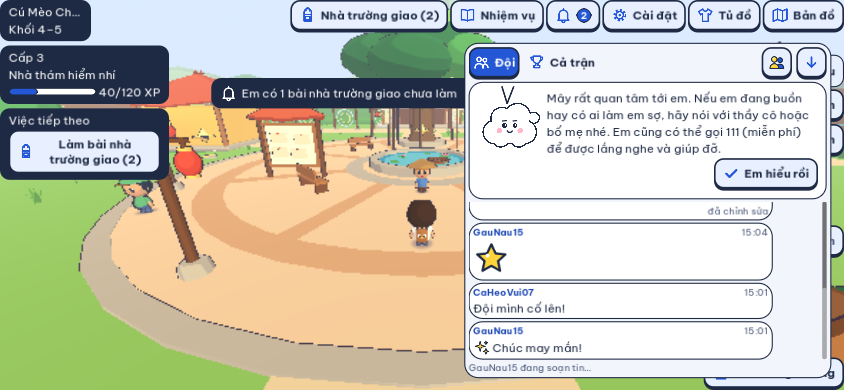 Cú Mèo Ch...
Khối 4-5
Nhà trường giao (2)
Nhiệm vụ
2
Cài đặt
Tủ đồ
Bản đồ
Cấp 3
Nhà thám hiểm nhí
40/120 XP
Em có 1 bài nhà trường giao chưa làm
Việc tiếp theo
Làm bài nhà
trường giao (2)
Đội
Cả trận
Mây rất quan tâm tới em. Nếu em đang buồn
hay có ai làm em sợ, hãy nói với thầy cô hoặc
bố mẹ nhé. Em cũng có thể gọi 111 (miễn phí)
để được lắng nghe và giúp đỡ.
Em hiểu rồi
đã chỉnh sửa
GauNau15 15:04
CaHeoVui07 15:01
Đội mình cố lên!
GauNau15 15:01
Chúc may mắn!
GauNau15 đang soạn tin...